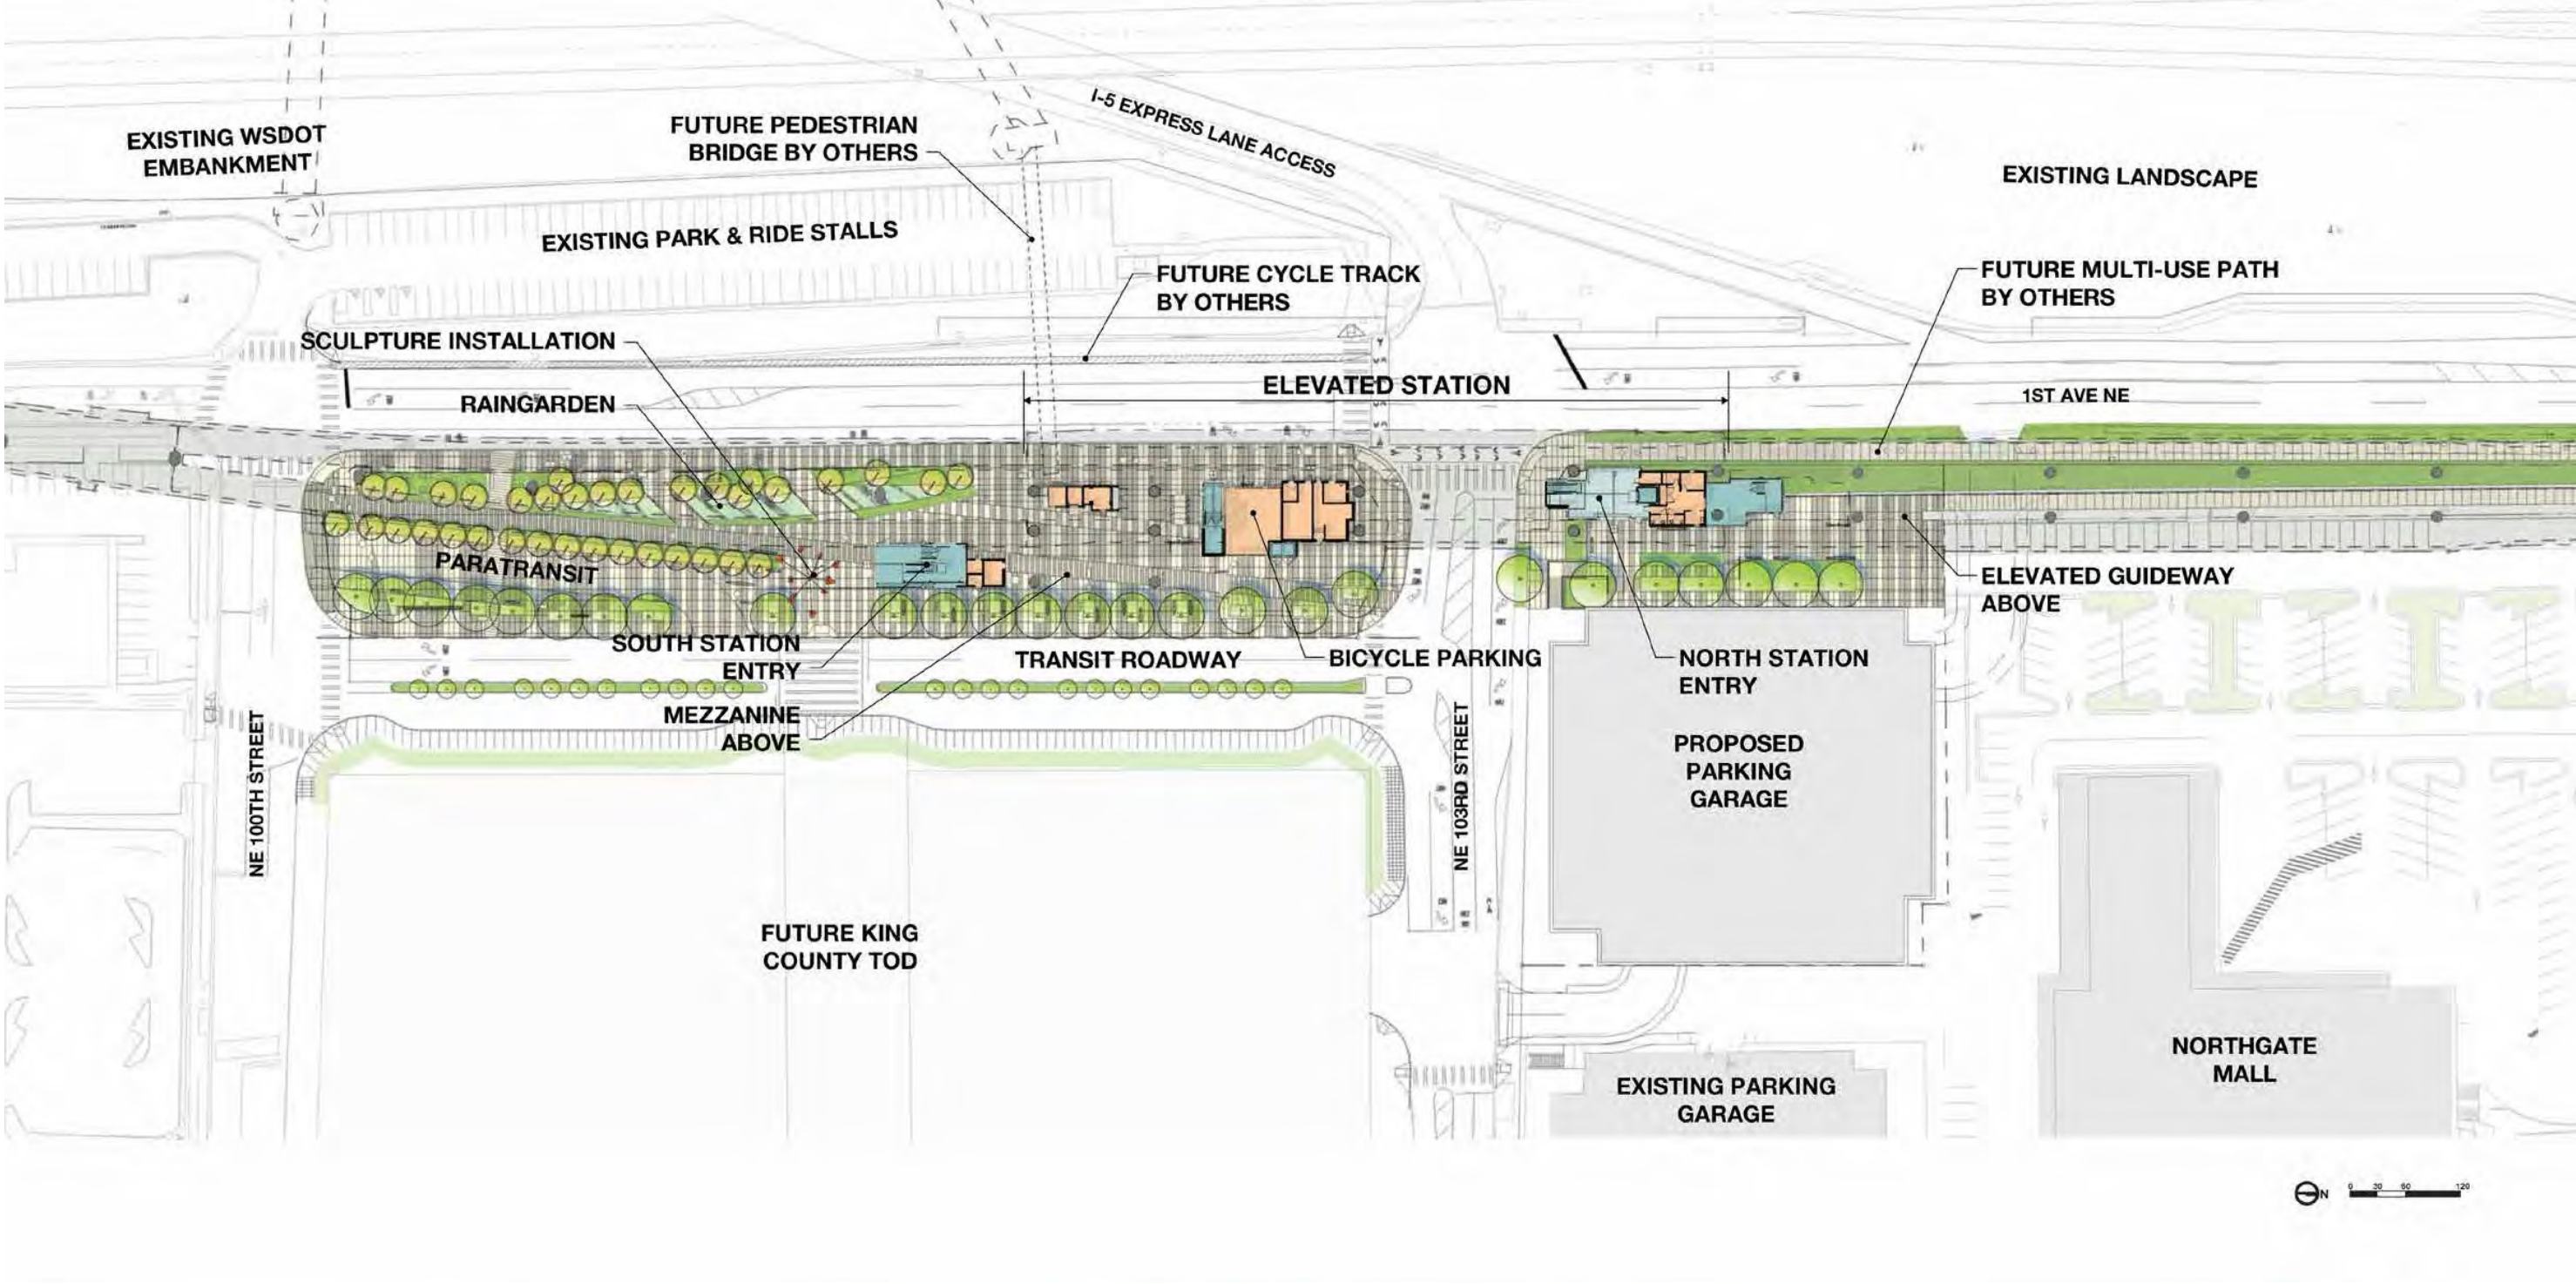 EXISTING WSDOT
EMBANKMENT
FUTURE PEDESTRIAN
BRIDGE BY OTHERS
I-5 EXPRESS LANE ACCESS
EXISTING LANDSCAPE
EXISTING PARK & RIDE STALLS
FUTURE CYCLE TRACK
BY OTHERS
FUTURE MULTI-USE PATH
BY OTHERS
SCULPTURE INSTALLATION
RAINGARDEN
ELEVATED STATION
1ST AVE NE
PARATRANSIT
ELEVATED GUIDEWAY
ABOVE
SOUTH STATION
ENTRY
TRANSIT ROADWAY
BICYCLE PARKING
NORTH STATION
ENTRY
MEZZANINE
ABOVE
NE 100TH STREET
NE 103RD STREET
PROPOSED
PARKING
GARAGE
FUTURE KING
COUNTY TOD
EXISTING PARKING
GARAGE
NORTHGATE
MALL
N
0 30 60 120